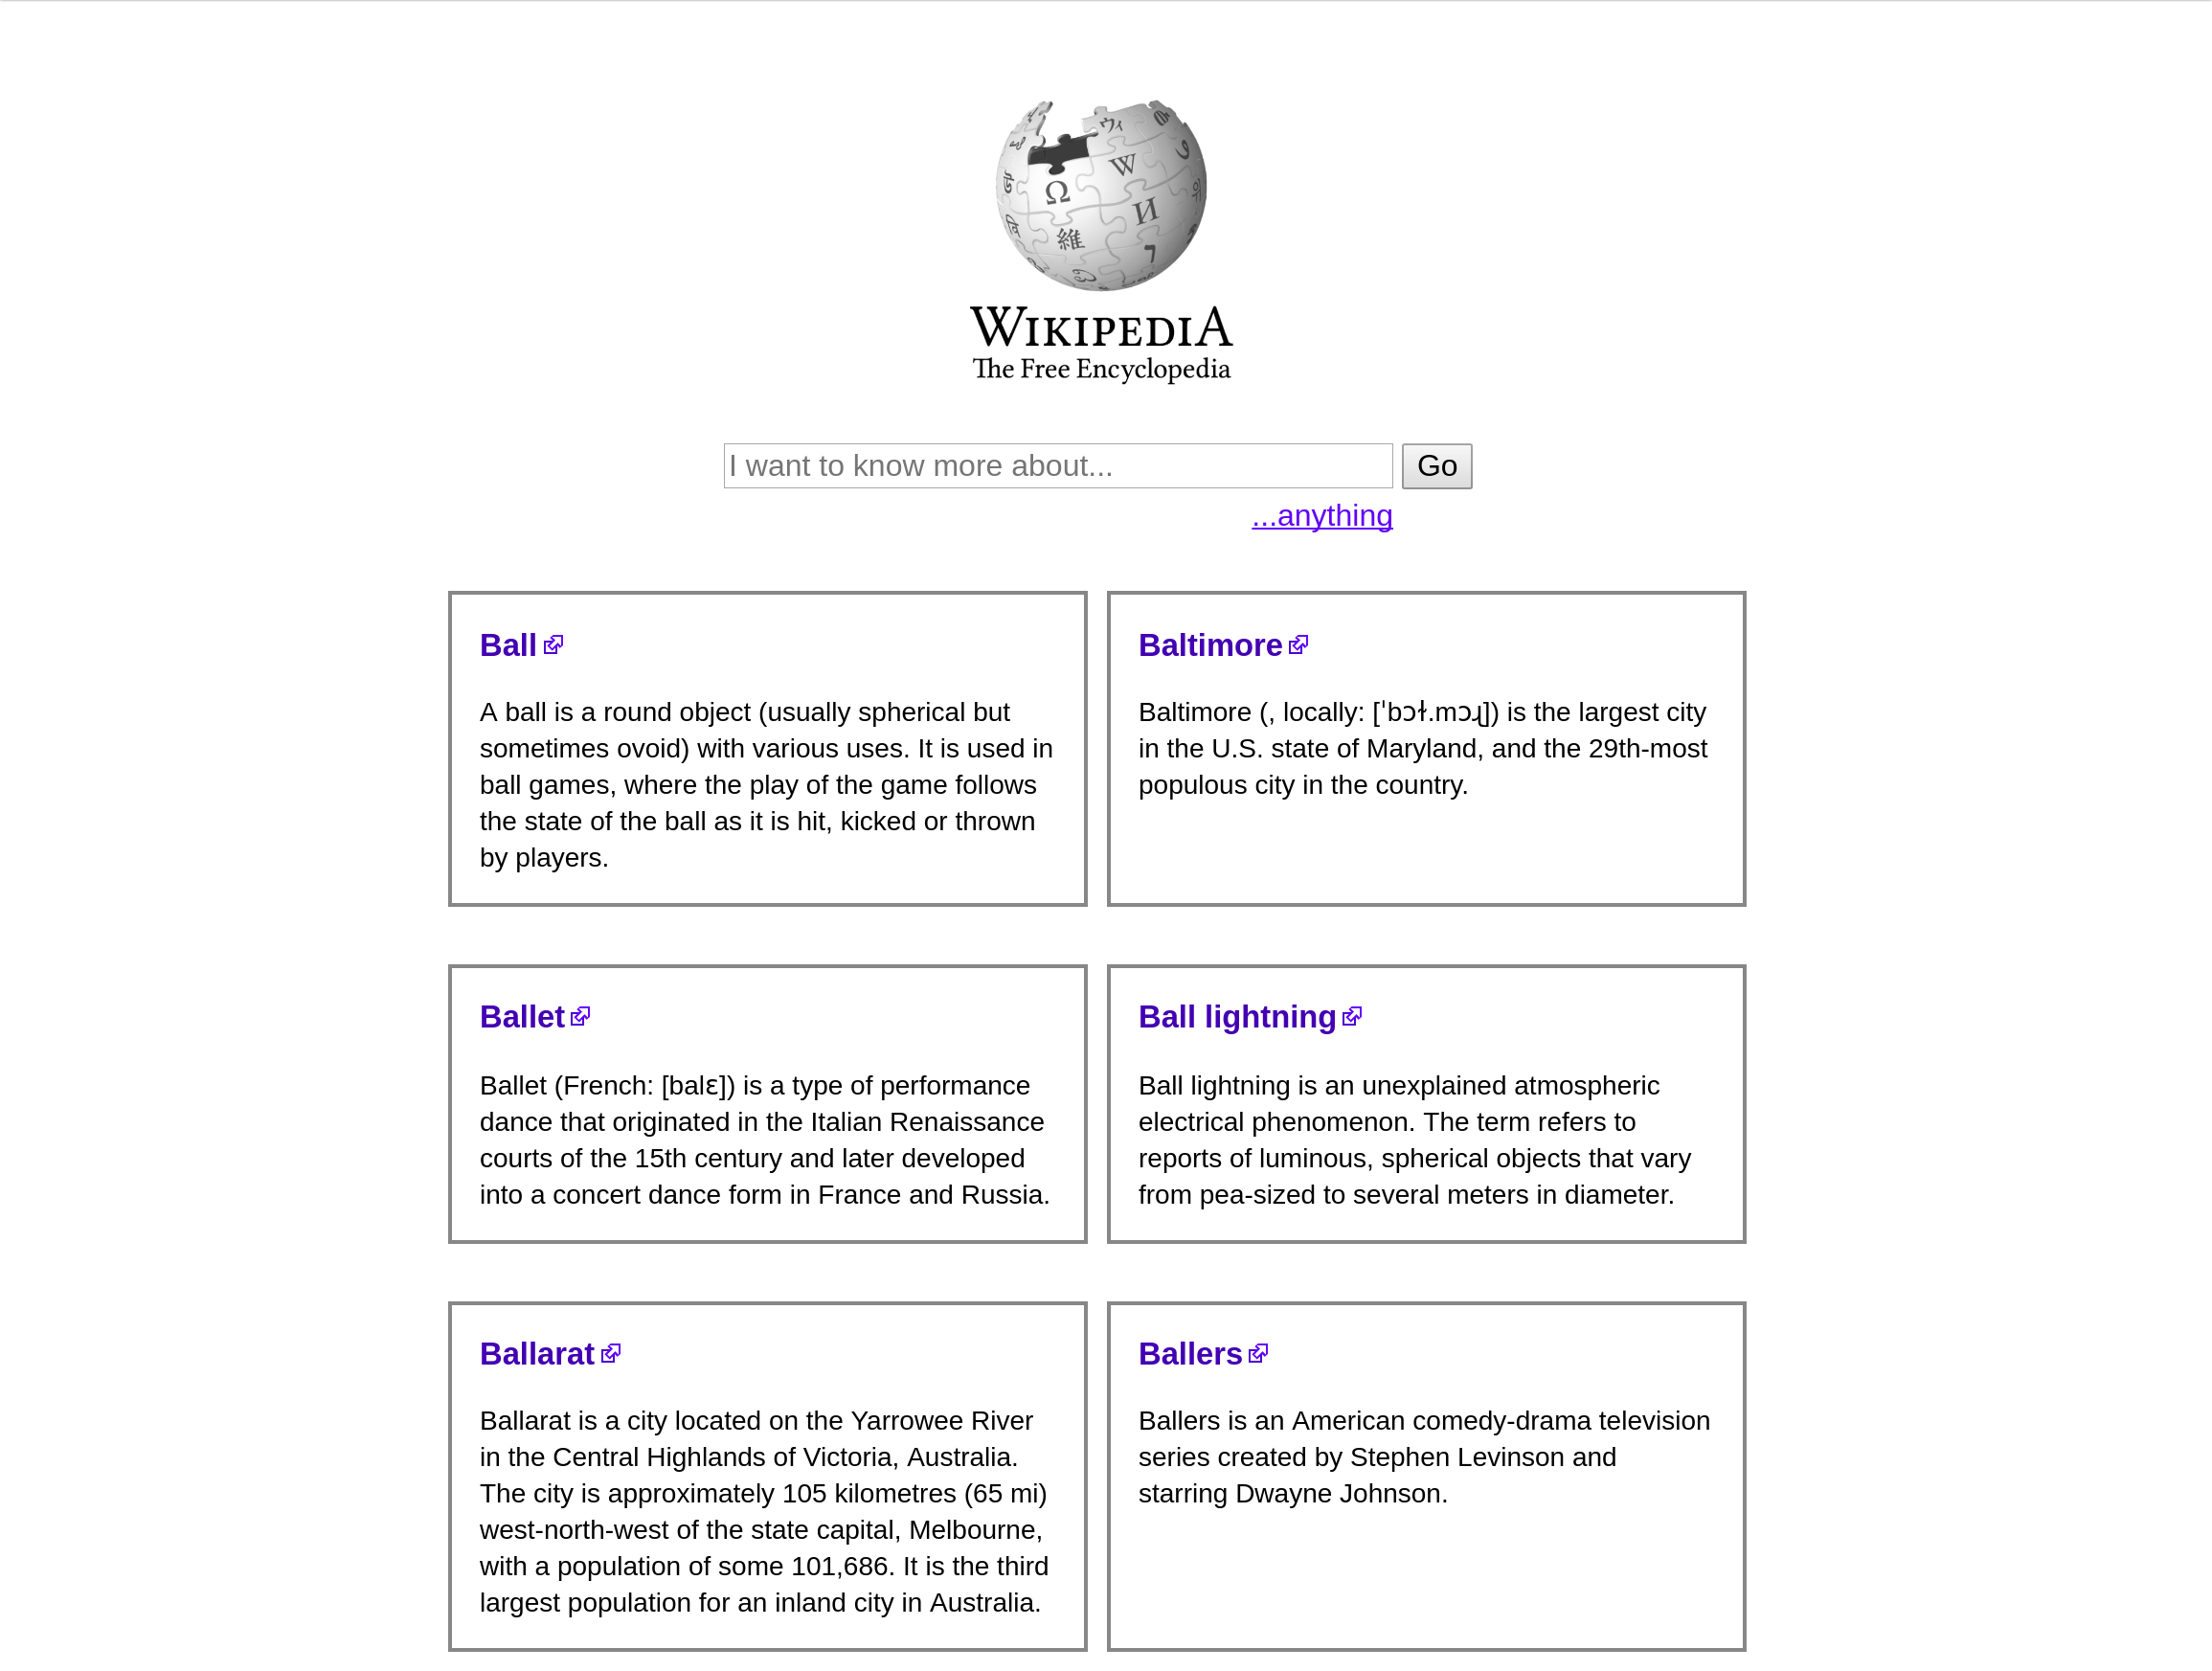 WIKIPEDIA
The Free Encyclopedia
I want to know more about...
Go
...anything
Ball
A ball is a round object (usually spherical but
sometimes ovoid) with various uses. It is used in
ball games, where the play of the game follows
the state of the ball as it is hit, kicked or thrown
by players.
Baltimore
Baltimore (, locally: [ˈbɔɫ.mɔɻ]) is the largest city
in the U.S. state of Maryland, and the 29th-most
populous city in the country.
Ballet
Ballet (French: [balɛ]) is a type of performance
dance that originated in the Italian Renaissance
courts of the 15th century and later developed
into a concert dance form in France and Russia.
Ball lightning
Ball lightning is an unexplained atmospheric
electrical phenomenon. The term refers to
reports of luminous, spherical objects that vary
from pea-sized to several meters in diameter.
Ballarat
Ballarat is a city located on the Yarrowee River
in the Central Highlands of Victoria, Australia.
The city is approximately 105 kilometres (65 mi)
west-north-west of the state capital, Melbourne,
with a population of some 101,686. It is the third
largest population for an inland city in Australia.
Ballers
Ballers is an American comedy-drama television
series created by Stephen Levinson and
starring Dwayne Johnson.